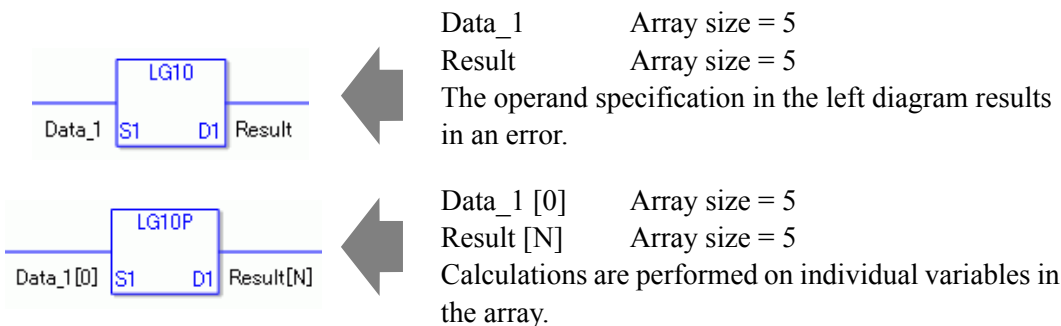 Data_1 Array size = 5
LG10
Result Array size = 5
The operand specification in the left diagram results
Data_1 S1 D1 Result
in an error.
Data_1 [0] Array size = 5
LG10P
Result [N] Array size = 5
Data_1[0] S1 D1 Result[N]
Calculations are performed on individual variables in
the array.